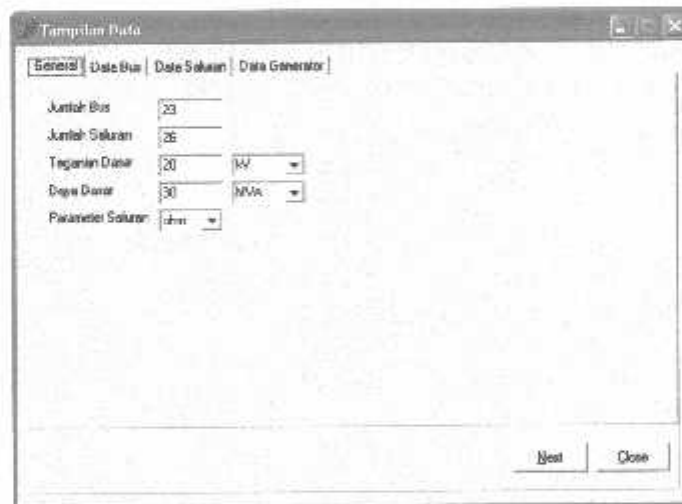 Tampilan Data
General Data Bus Data Saluran Data Generator
Jumlah Bus 23
Jumlah Saluran 26
Tegangan Dasar 20 kV
Daya Dasar 30 MVA
Parameter Saluran ohm
Next Close